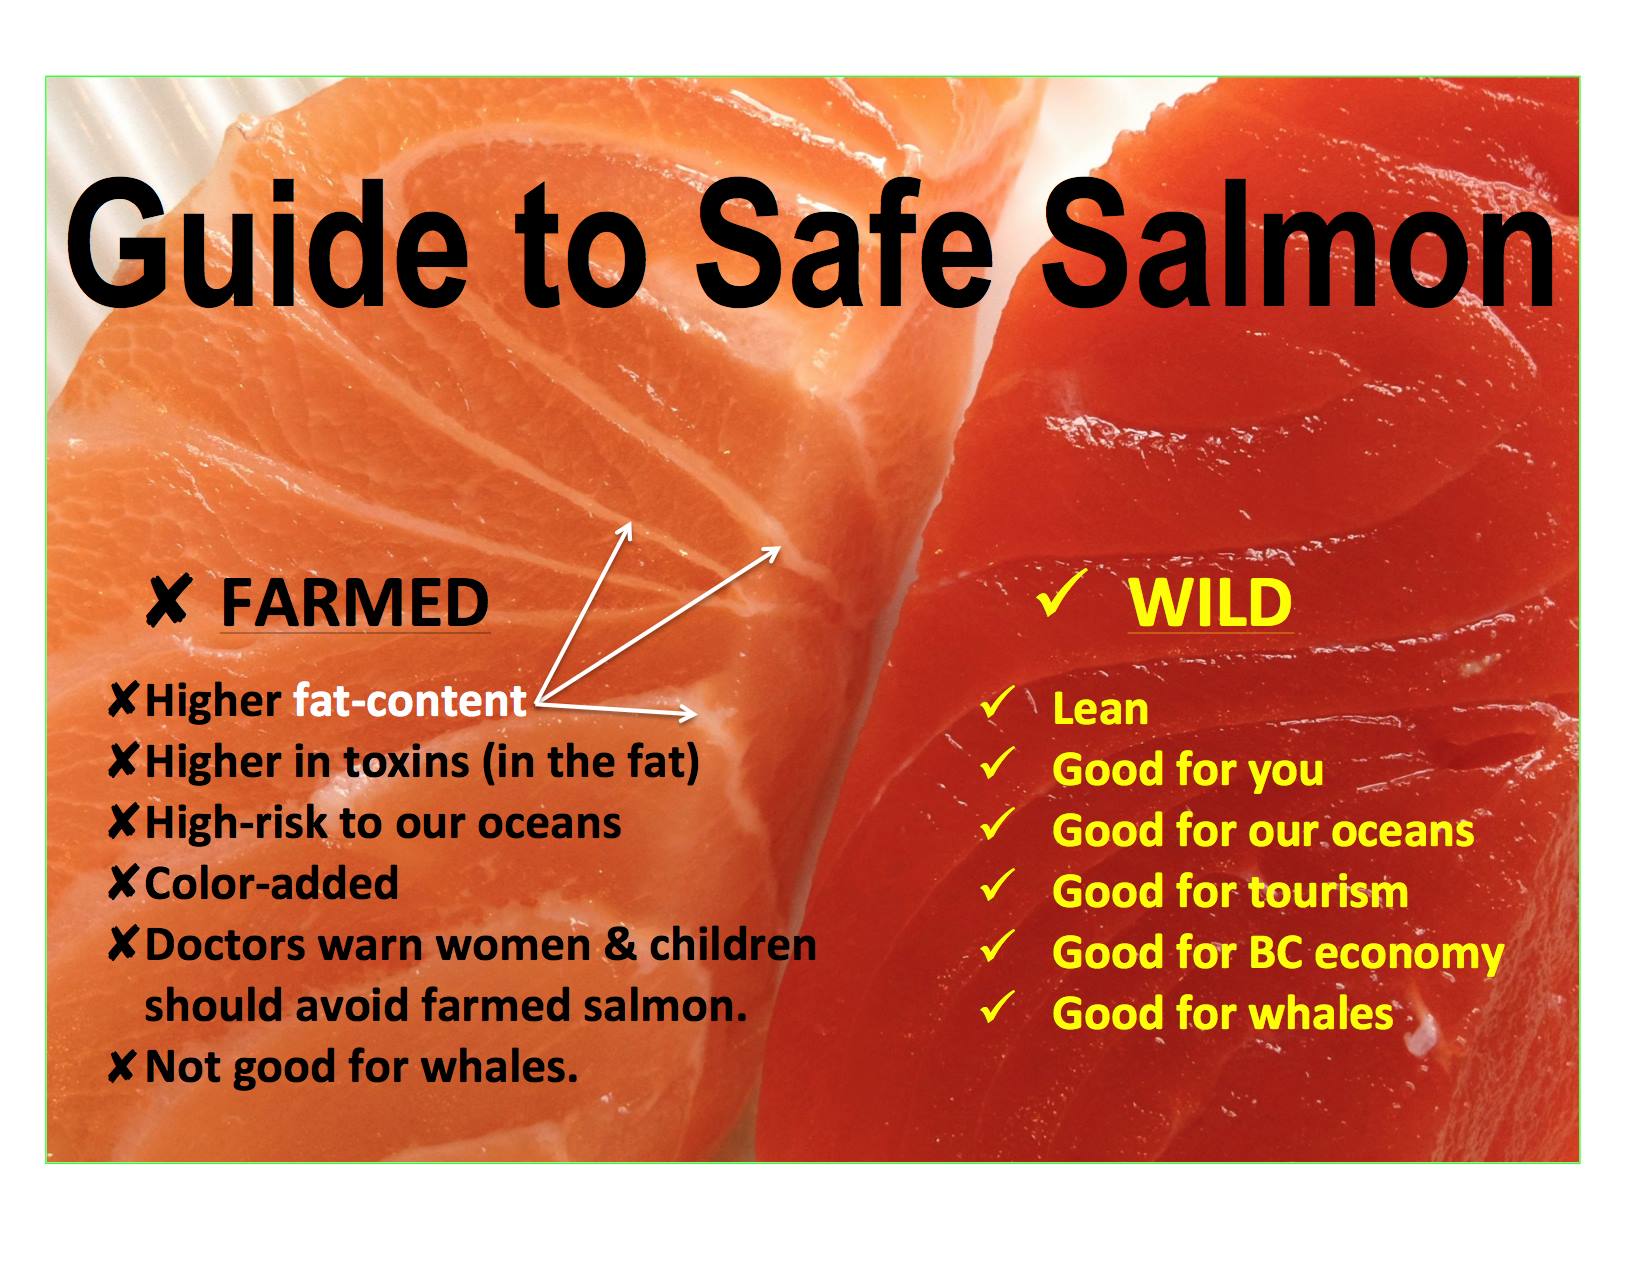 Guide to Safe Salmon
✘ FARMED
✘Higher fat-content
✘Higher in toxins (in the fat)
✘High-risk to our oceans
✘Color-added
✘Doctors warn women & children
should avoid farmed salmon.
✘Not good for whales.
✓ WILD
✓ Lean
✓ Good for you
✓ Good for our oceans
✓ Good for tourism
✓ Good for BC economy
✓ Good for whales